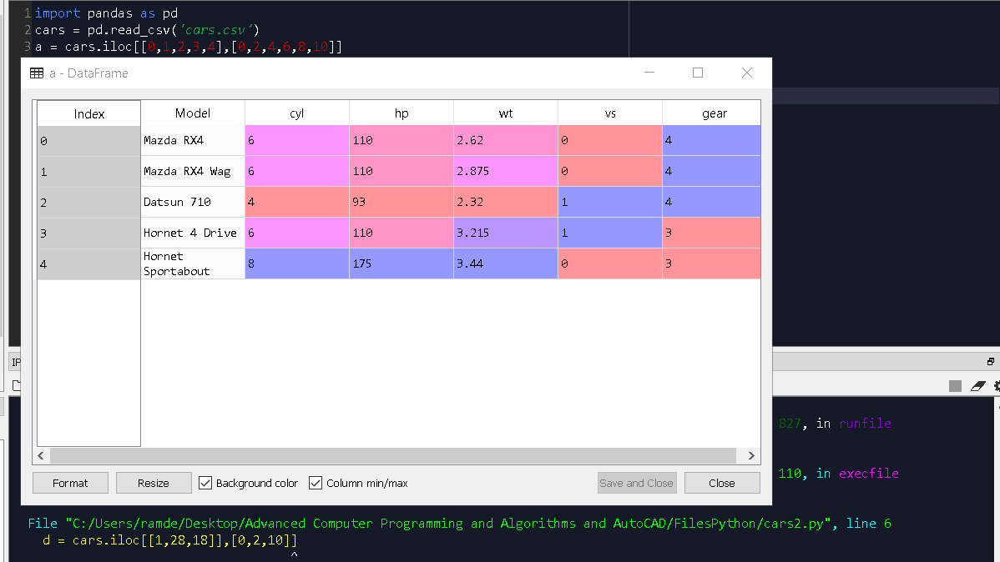 1 import pandas as pd
2 cars = pd.read_csv('cars.csv')
3 a = cars.iloc[[0,1,2,3,4],[0,2,4,6,8,10]]
a - DataFrame
Index Model cyl hp wt vs gear
0 Mazda RX4 6 110 2.62 0 4
1 Mazda RX4 Wag 6 110 2.875 0 4
2 Datsun 710 4 93 2.32 1 4
3 Hornet 4 Drive 6 110 3.215 1 3
4 Hornet Sportabout 8 175 3.44 0 3
Format Resize Background color Column min/max Save and Close Close
IP
827, in runfile
110, in execfile
File "C:/Users/ramde/Desktop/Advanced Computer Programming and Algorithms and AutoCAD/FilesPython/cars2.py", line 6
d = cars.iloc[[1,28,18]],[0,2,10]]
^